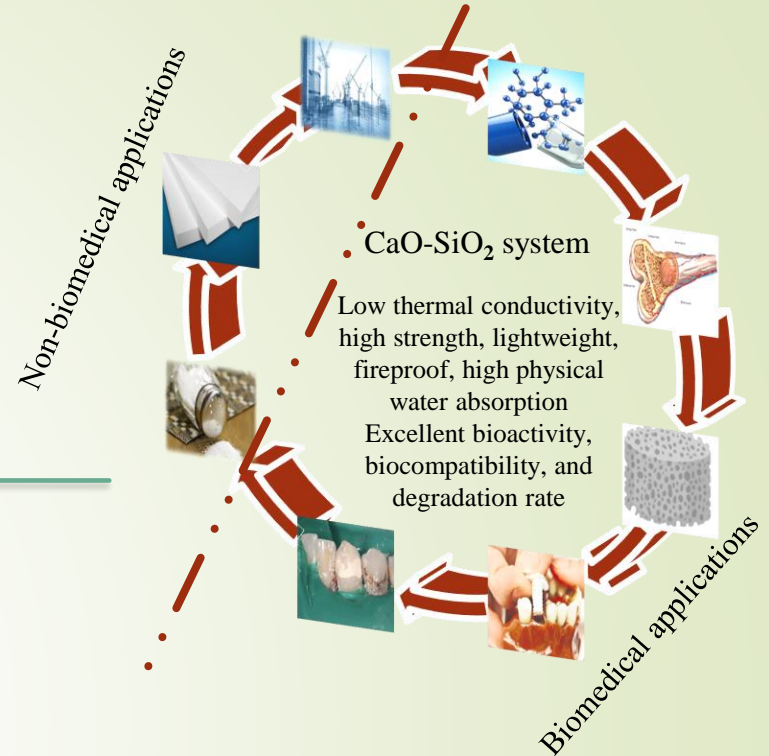 Non-biomedical applications
CaO-SiO₂ system
Low thermal conductivity,
high strength, lightweight,
fireproof, high physical
water absorption
Excellent bioactivity,
biocompatibility, and
degradation rate
Biomedical applications